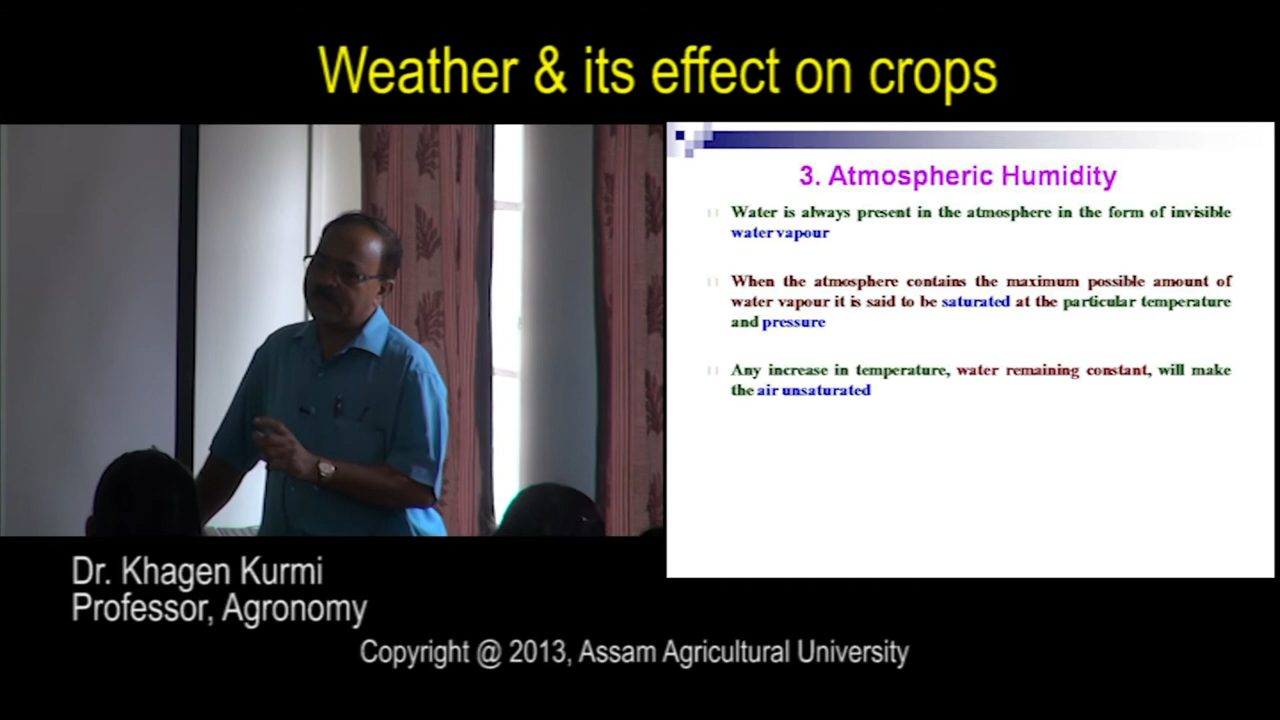 Weather & its effect on crops
3. Atmospheric Humidity
Water is always present in the atmosphere in the form of invisible
water vapour
When the atmosphere contains the maximum possible amount of
water vapour it is said to be saturated at the particular temperature
and pressure
Any increase in temperature, water remaining constant, will make
the air unsaturated
Dr. Khagen Kurmi
Professor, Agronomy
Copyright @ 2013, Assam Agricultural University